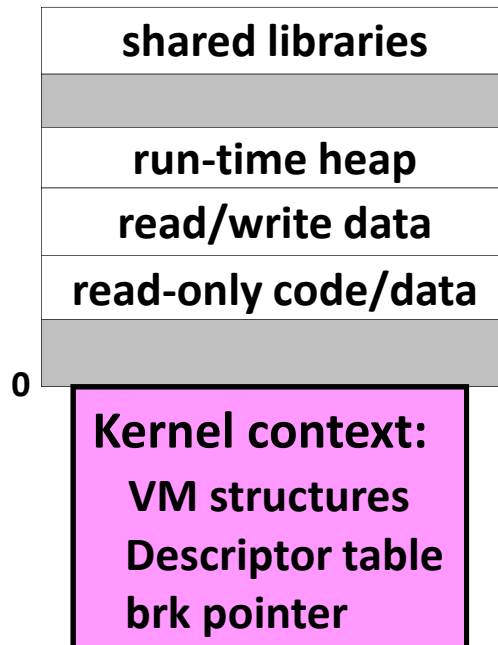 shared libraries
run-time heap
read/write data
read-only code/data
0
Kernel context:
VM structures
Descriptor table
brk pointer